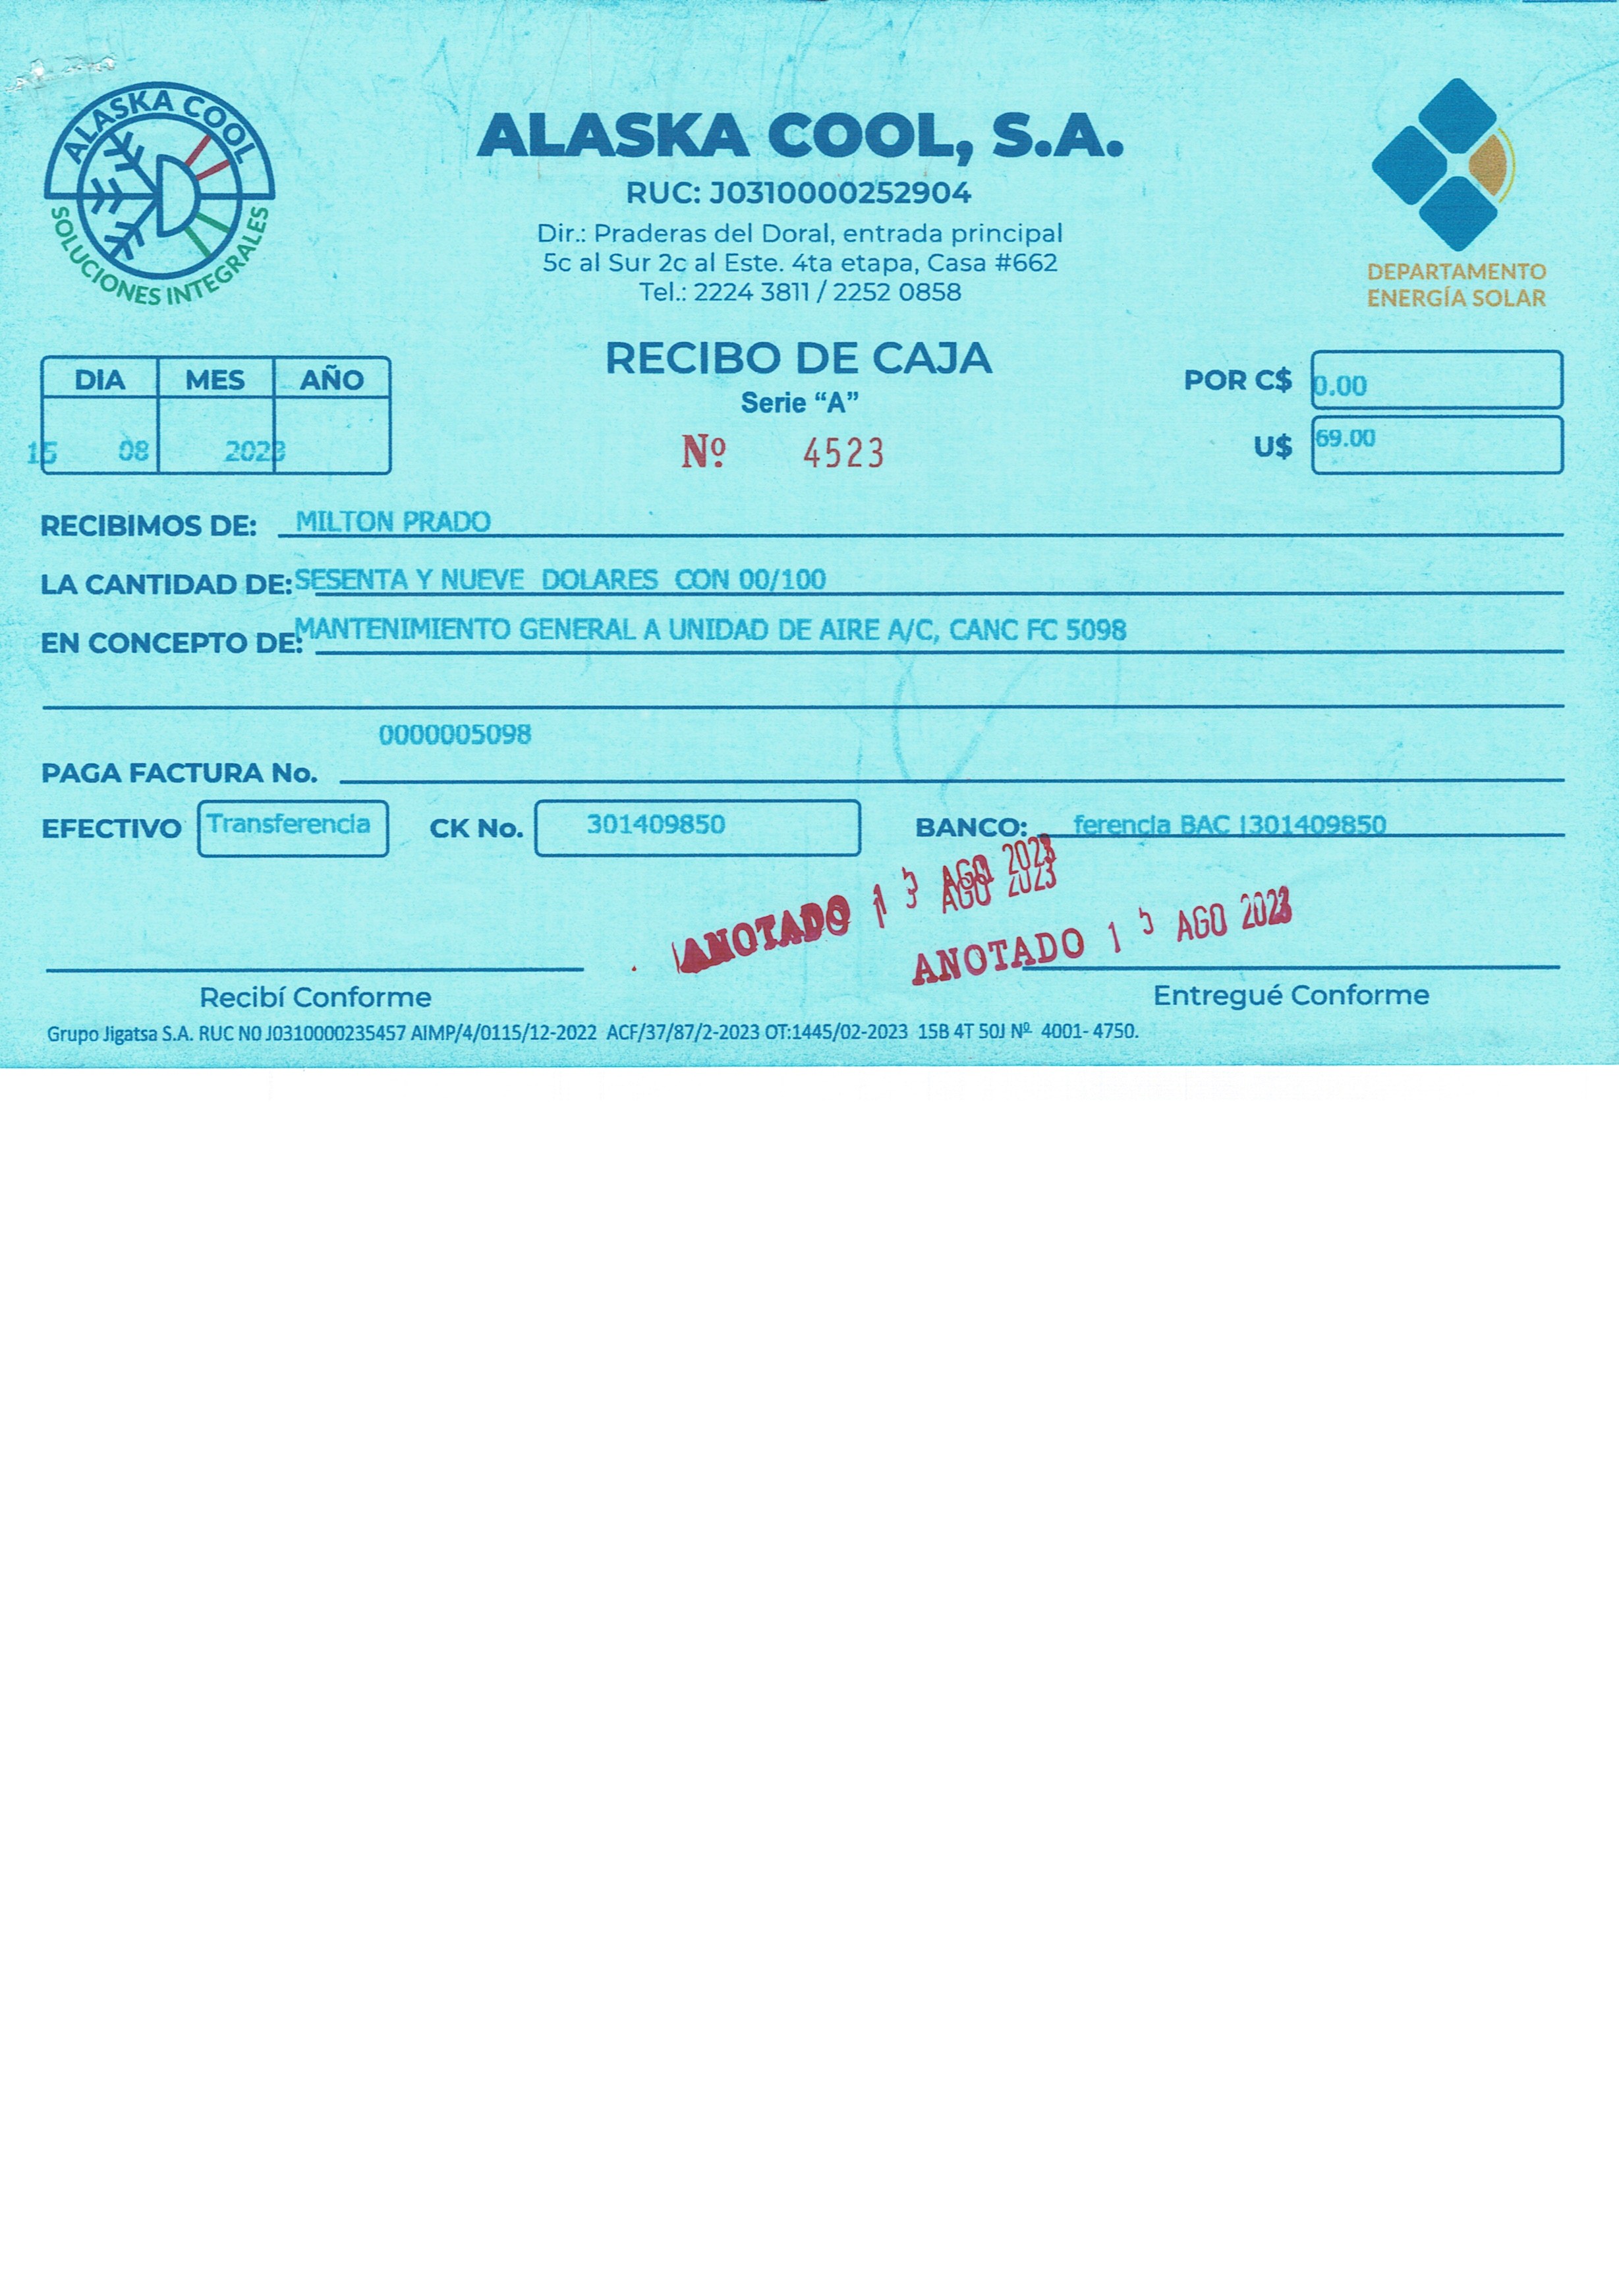 ALASKA COOL
SOLUCIONES INTEGRALES
ALASKA COOL, S.A.
RUC: J0310000252904
Dir.: Praderas del Doral, entrada principal
5c al Sur 2c al Este. 4ta etapa, Casa #662
Tel.: 2224 3811 / 2252 0858
DEPARTAMENTO
ENERGÍA SOLAR
RECIBO DE CAJA
Serie “A”
Nº 4523
DIA MES AÑO
15 08 2023
POR C$ 0.00
U$ 69.00
RECIBIMOS DE: MILTON PRADO
LA CANTIDAD DE: SESENTA Y NUEVE DOLARES CON 00/100
EN CONCEPTO DE: MANTENIMIENTO GENERAL A UNIDAD DE AIRE A/C, CANC FC 5098
0000005098
PAGA FACTURA No.
EFECTIVO Transferencia CK No. 301409850 BANCO: ferencia BAC |301409850
ANOTADO 1 AGO 2023
ANOTADO 1 AGO 2023
Recibí Conforme
Entregué Conforme
Grupo Jigatsa S.A. RUC N0 J0310000235457 AIMP/4/0115/12-2022 ACF/37/87/2-2023 OT:1445/02-2023 15B 4T 50J Nº 4001- 4750.